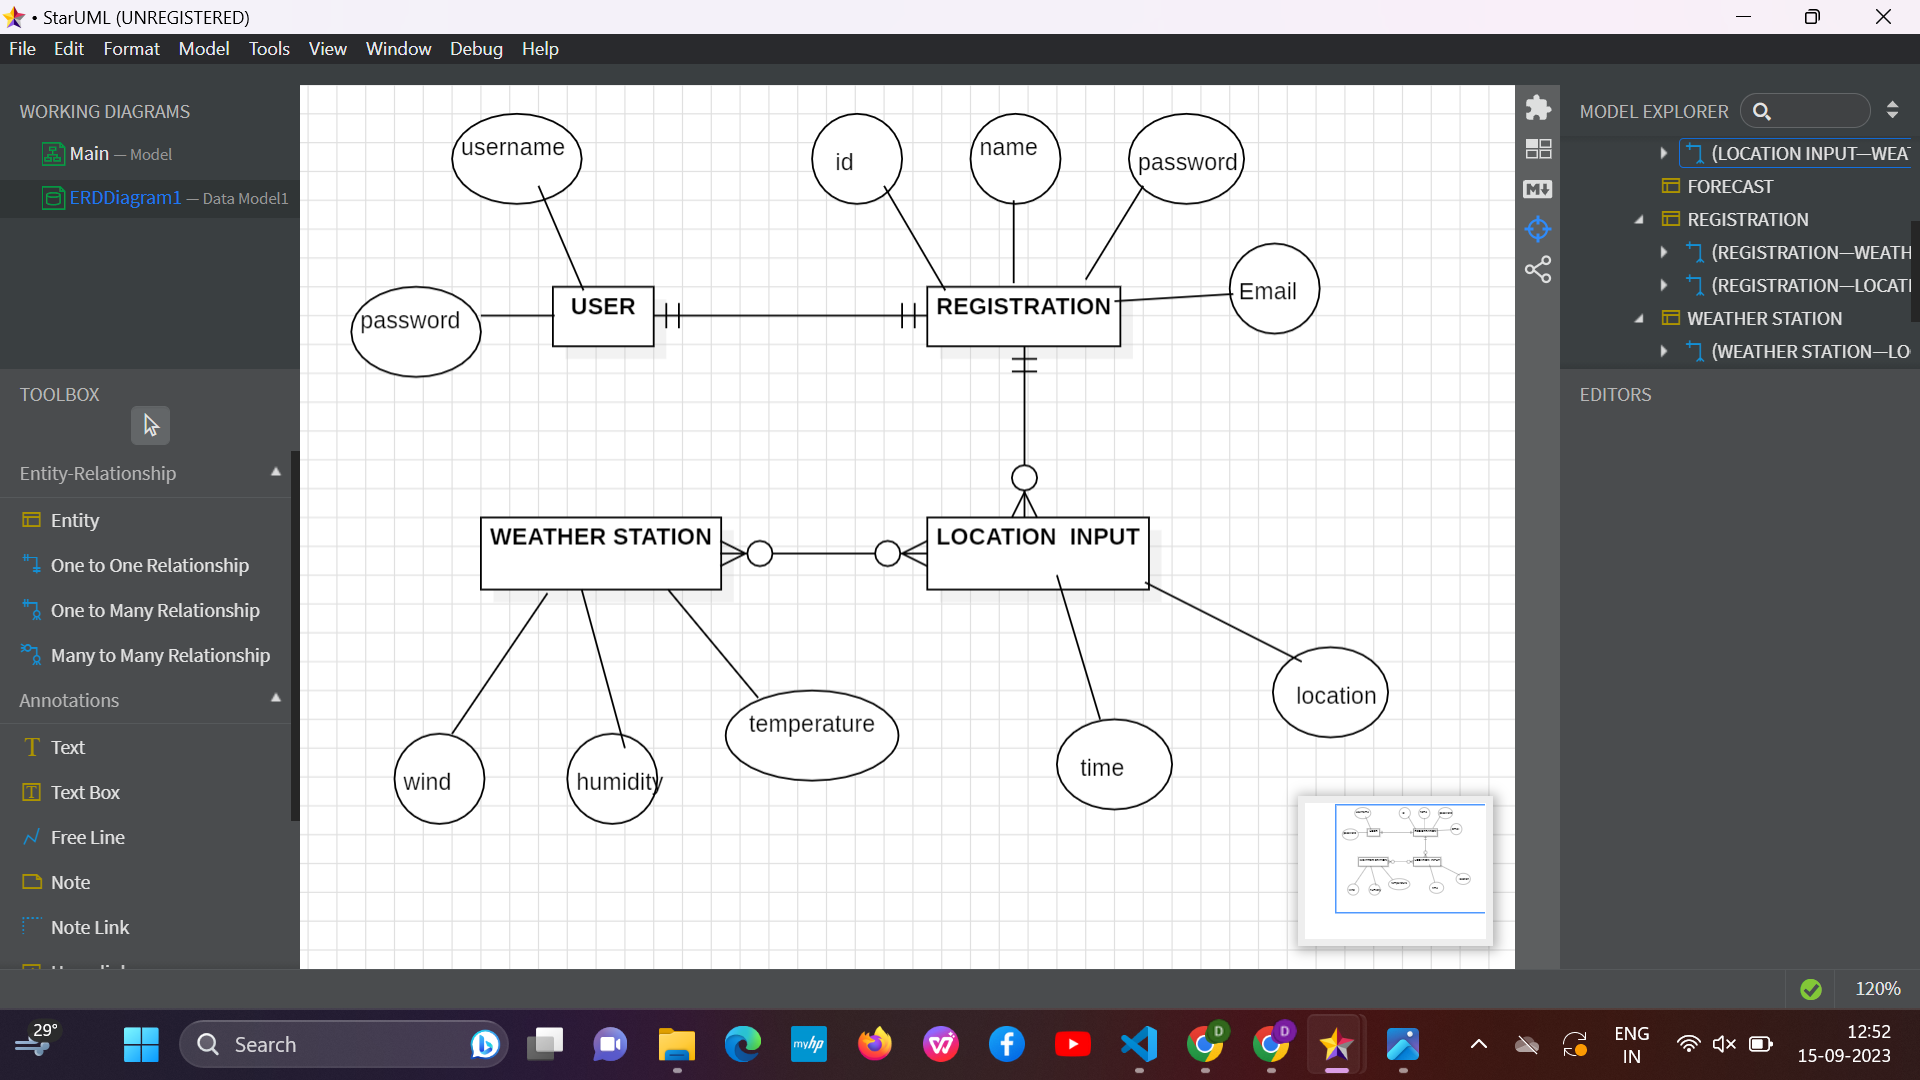 • StarUML (UNREGISTERED)
File Edit Format Model Tools View Window Debug Help
WORKING DIAGRAMS
Main — Model
ERDDiagram1 — Data Model1
TOOLBOX
Entity-Relationship
Entity
One to One Relationship
One to Many Relationship
Many to Many Relationship
Annotations
Text
Text Box
Free Line
Note
Note Link
username
id
name
password
Email
password
USER
REGISTRATION
WEATHER STATION
LOCATION INPUT
wind
humidity
temperature
time
location
MODEL EXPLORER
(LOCATION INPUT—WEAT
FORECAST
REGISTRATION
(REGISTRATION—WEATH
(REGISTRATION—LOCATI
WEATHER STATION
(WEATHER STATION—LO
EDITORS
120%
29°
Search
myhp
D
D
ENG
IN
12:52
15-09-2023